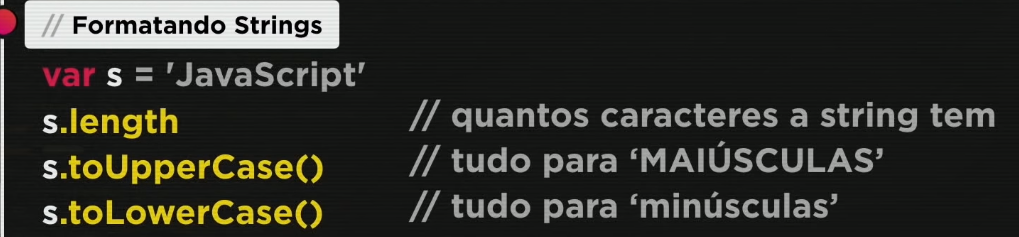 // Formatando Strings
var s = 'JavaScript'
s.length // quantos caracteres a string tem
s.toUpperCase() // tudo para ‘MAIÚSCULAS’
s.toLowerCase() // tudo para ‘minúsculas’